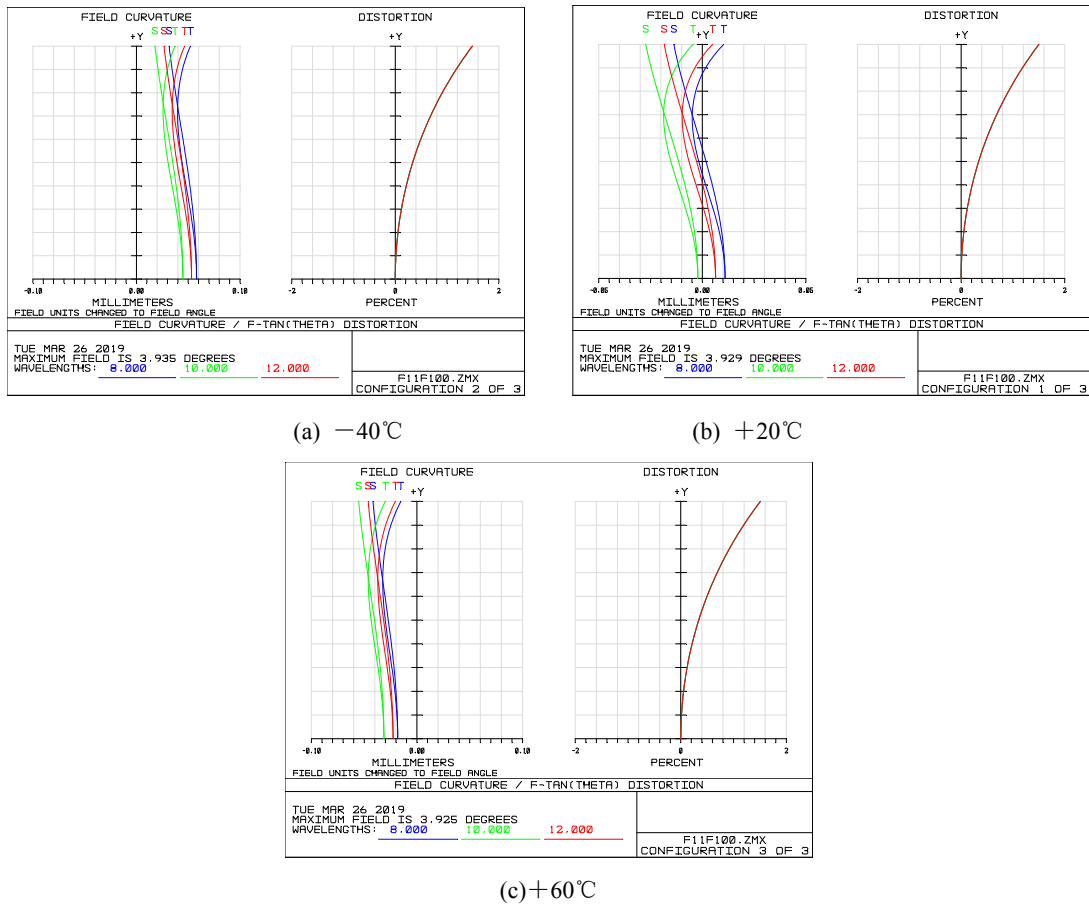 FIELD CURVATURE
DISTORTION
+Y
+Y
S S S T T T
-0.10
0.00
0.10
-2
0
2
MILLIMETERS
PERCENT
FIELD UNITS CHANGED TO FIELD ANGLE
FIELD CURVATURE / F-TAN(THETA) DISTORTION
TUE MAR 26 2019
MAXIMUM FIELD IS 3.935 DEGREES
WAVELENGTHS: 8.000 10.000 12.000
F11F100.ZMX
CONFIGURATION 2 OF 3
(a) －40℃
FIELD CURVATURE
DISTORTION
+Y
+Y
S S S T T T
-0.05
0.00
0.05
-2
0
2
MILLIMETERS
PERCENT
FIELD UNITS CHANGED TO FIELD ANGLE
FIELD CURVATURE / F-TAN(THETA) DISTORTION
TUE MAR 26 2019
MAXIMUM FIELD IS 3.929 DEGREES
WAVELENGTHS: 8.000 10.000 12.000
F11F100.ZMX
CONFIGURATION 1 OF 3
(b) ＋20℃
FIELD CURVATURE
DISTORTION
+Y
+Y
S S S T T T
-0.10
0.00
0.10
-2
0
2
MILLIMETERS
PERCENT
FIELD UNITS CHANGED TO FIELD ANGLE
FIELD CURVATURE / F-TAN(THETA) DISTORTION
TUE MAR 26 2019
MAXIMUM FIELD IS 3.925 DEGREES
WAVELENGTHS: 8.000 10.000 12.000
F11F100.ZMX
CONFIGURATION 3 OF 3
(c)＋60℃